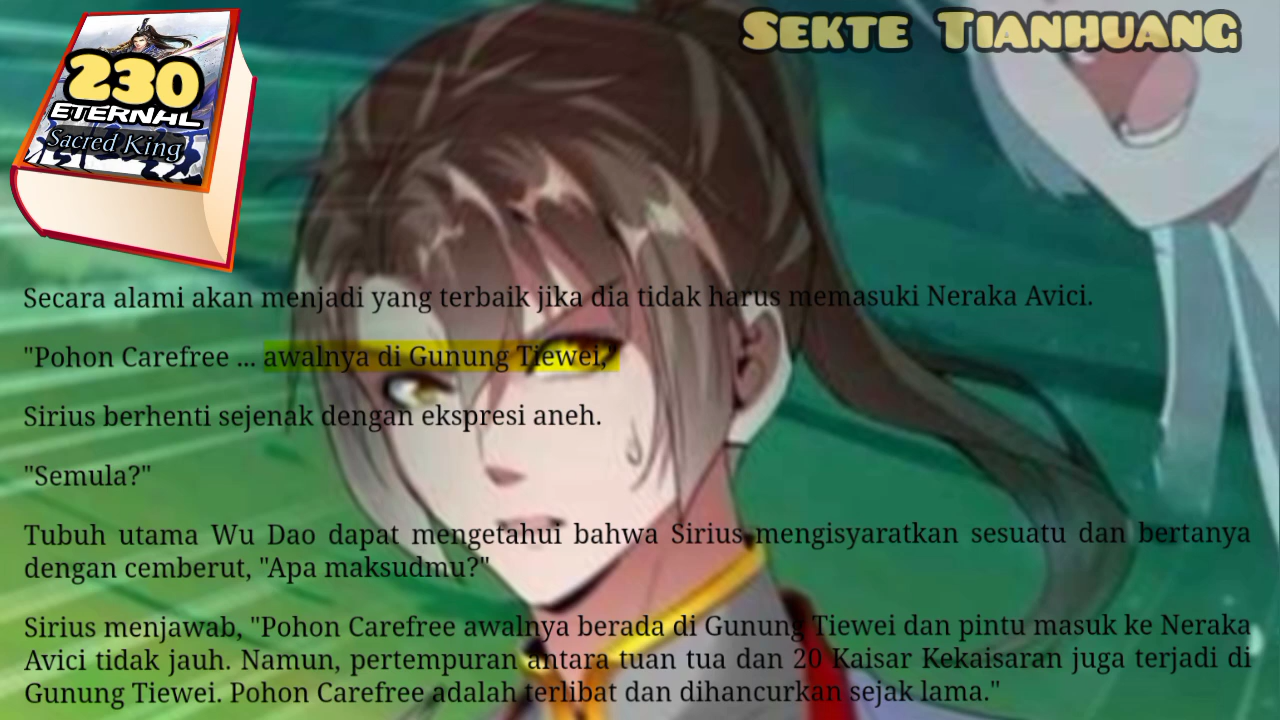 SEKTE TIANHUANG
230
ETERNAL
Sacred King
Secara alami akan menjadi yang terbaik jika dia tidak harus memasuki Neraka Avici.
"Pohon Carefree ... awalnya di Gunung Tiewei,"
Sirius berhenti sejenak dengan ekspresi aneh.
"Semula?"
Tubuh utama Wu Dao dapat mengetahui bahwa Sirius mengisyaratkan sesuatu dan bertanya
dengan cemberut, "Apa maksudmu?"
Sirius menjawab, "Pohon Carefree awalnya berada di Gunung Tiewei dan pintu masuk ke Neraka
Avici tidak jauh. Namun, pertempuran antara tuan tua dan 20 Kaisar Kekaisaran juga terjadi di
Gunung Tiewei. Pohon Carefree adalah terlibat dan dihancurkan sejak lama."